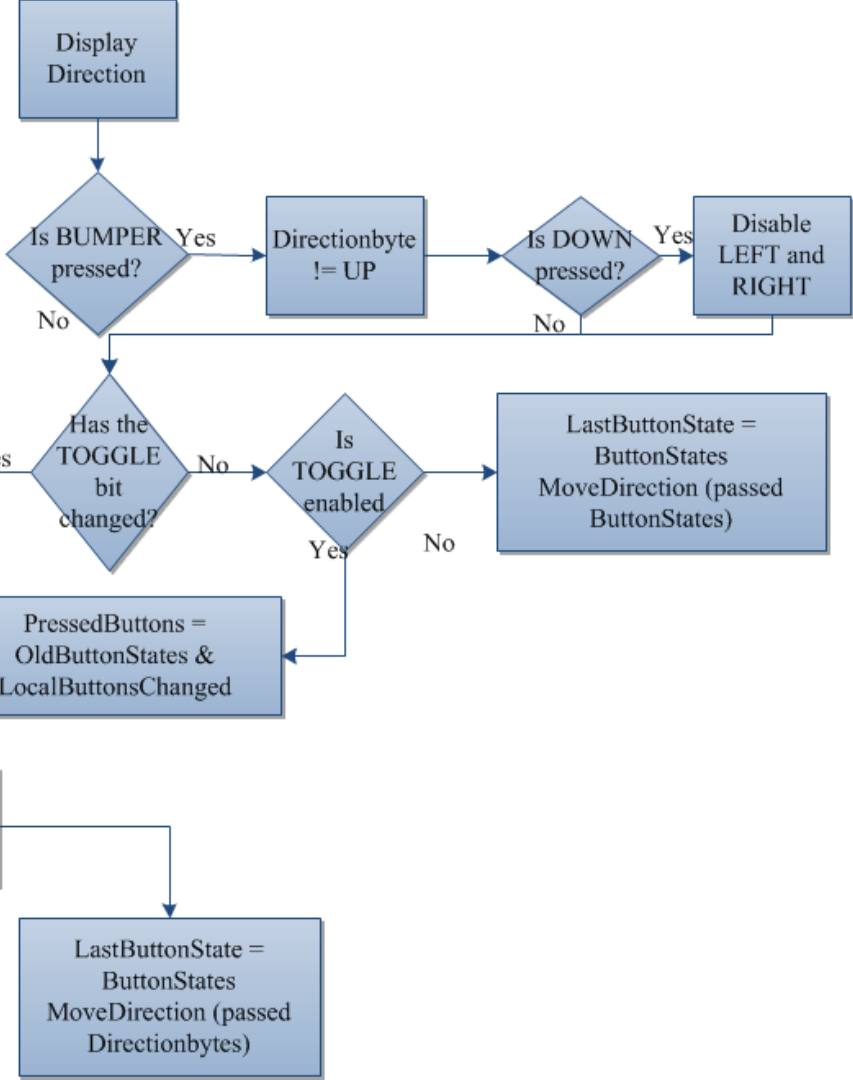 Display
Direction
Is BUMPER
pressed?
Yes
No
Directionbyte
!= UP
Is DOWN
pressed?
Yes
No
Disable
LEFT and
RIGHT
Has the
TOGGLE
bit
changed?
No
Is
TOGGLE
enabled
Yes
No
LastButtonState =
ButtonStates
MoveDirection (passed
ButtonStates)
PressedButtons =
OldButtonStates &
LocalButtonsChanged
LastButtonState =
ButtonStates
MoveDirection (passed
Directionbytes)